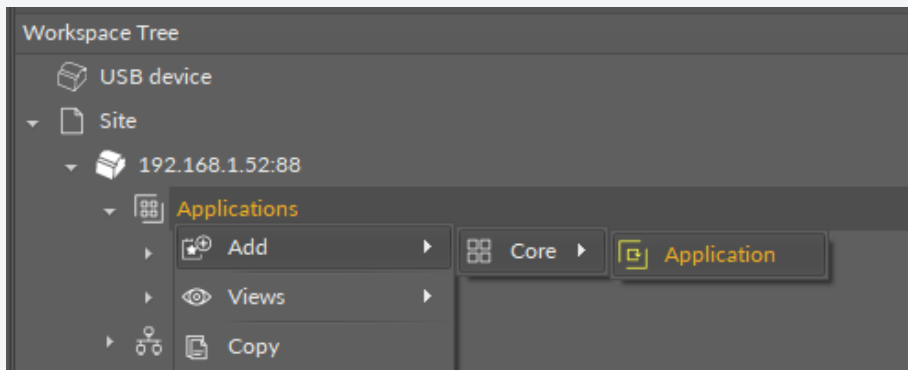 Workspace Tree
USB device
Site
192.168.1.52:88
Applications
Add Core Application
Views
Copy